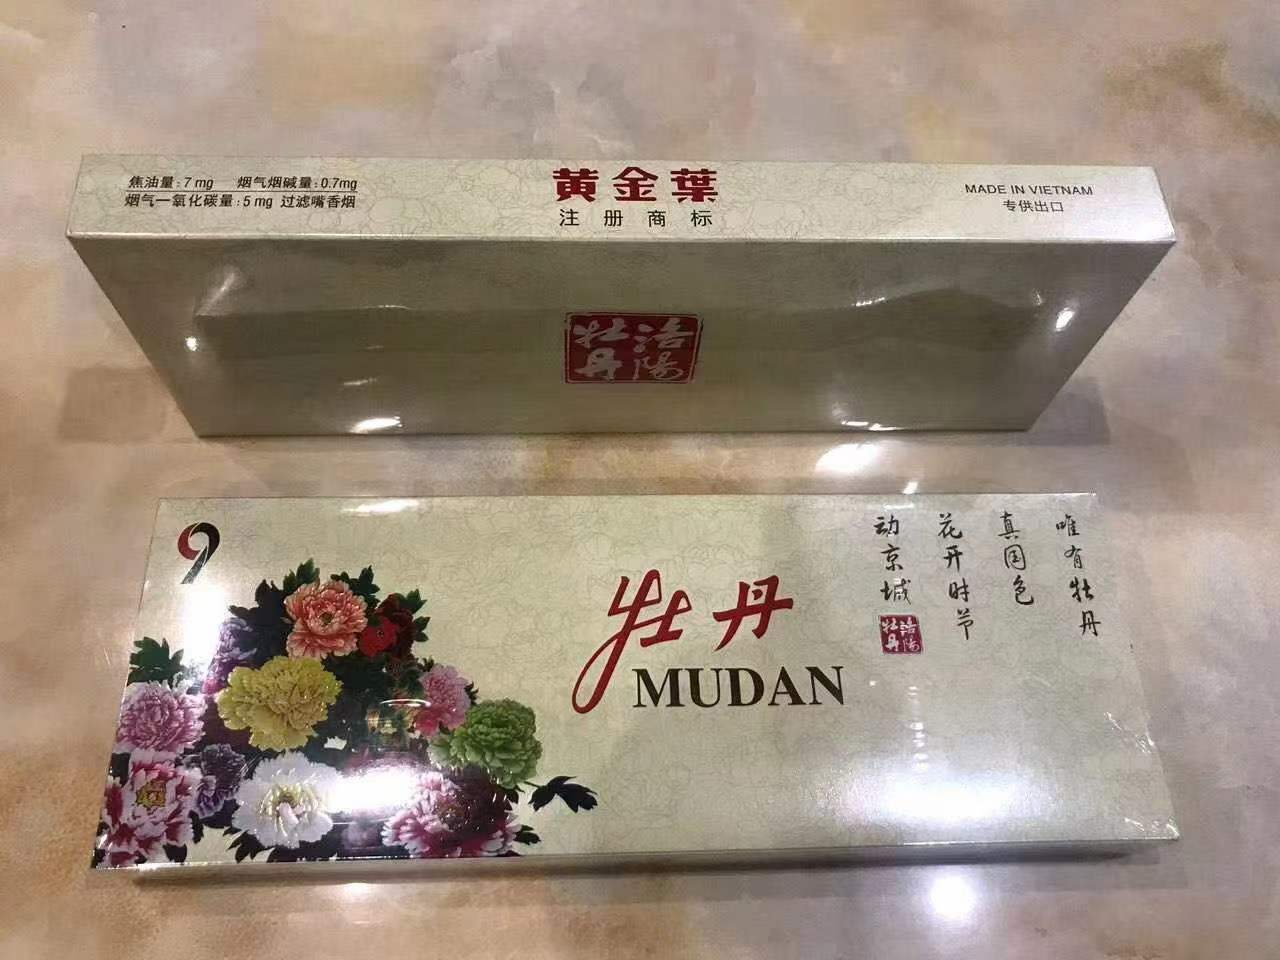 焦油量:7mg 烟气烟碱量:0.7mg
烟气一氧化碳量:5mg 过滤嘴香烟
黄金葉
注册商标
MADE IN VIETNAM
专供出口
洛陽
牡丹
9
牡丹
MUDAN
唯有牡丹
真国色
花开时节
动京城
洛陽
牡丹